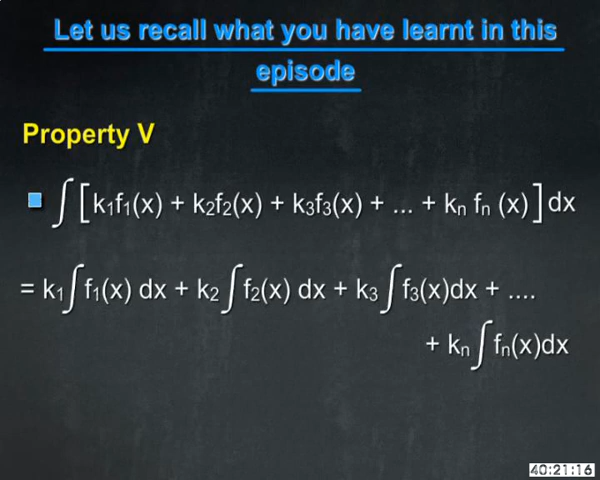 Let us recall what you have learnt in this
episode
Property V
∫[k₁f₁(x) + k₂f₂(x) + k₃f₃(x) + ... + kₙ fₙ (x)]dx
= k₁∫f₁(x) dx + k₂∫f₂(x) dx + k₃∫f₃(x)dx + ....
+ kₙ∫fₙ(x)dx
40:21:16